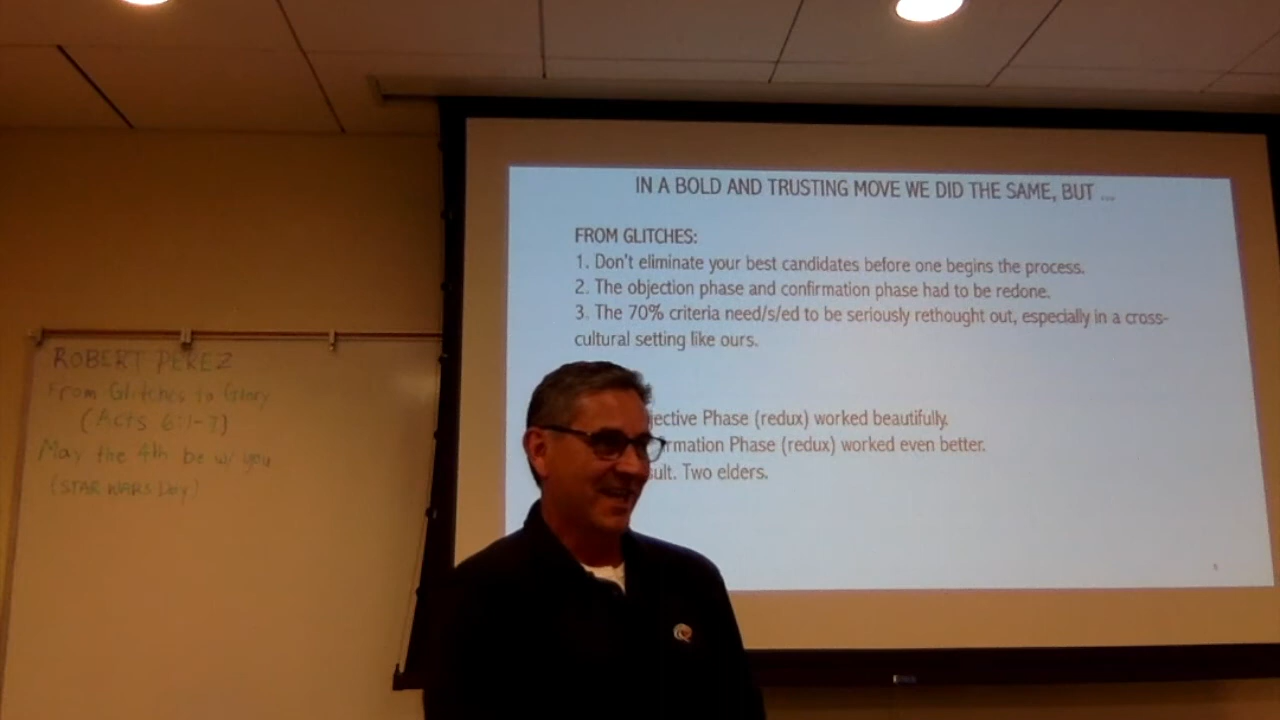 ROBERT PEREZ
From Glitches to Glory
(Acts 6:1-7)
May the 4th be w/ you
(STAR WARS Day)
IN A BOLD AND TRUSTING MOVE WE DID THE SAME, BUT ...
FROM GLITCHES:
1. Don't eliminate your best candidates before one begins the process.
2. The objection phase and confirmation phase had to be redone.
3. The 70% criteria need/s/ed to be seriously rethought out, especially in a cross-
cultural setting like ours.
jective Phase (redux) worked beautifully.
rmation Phase (redux) worked even better.
sult. Two elders.